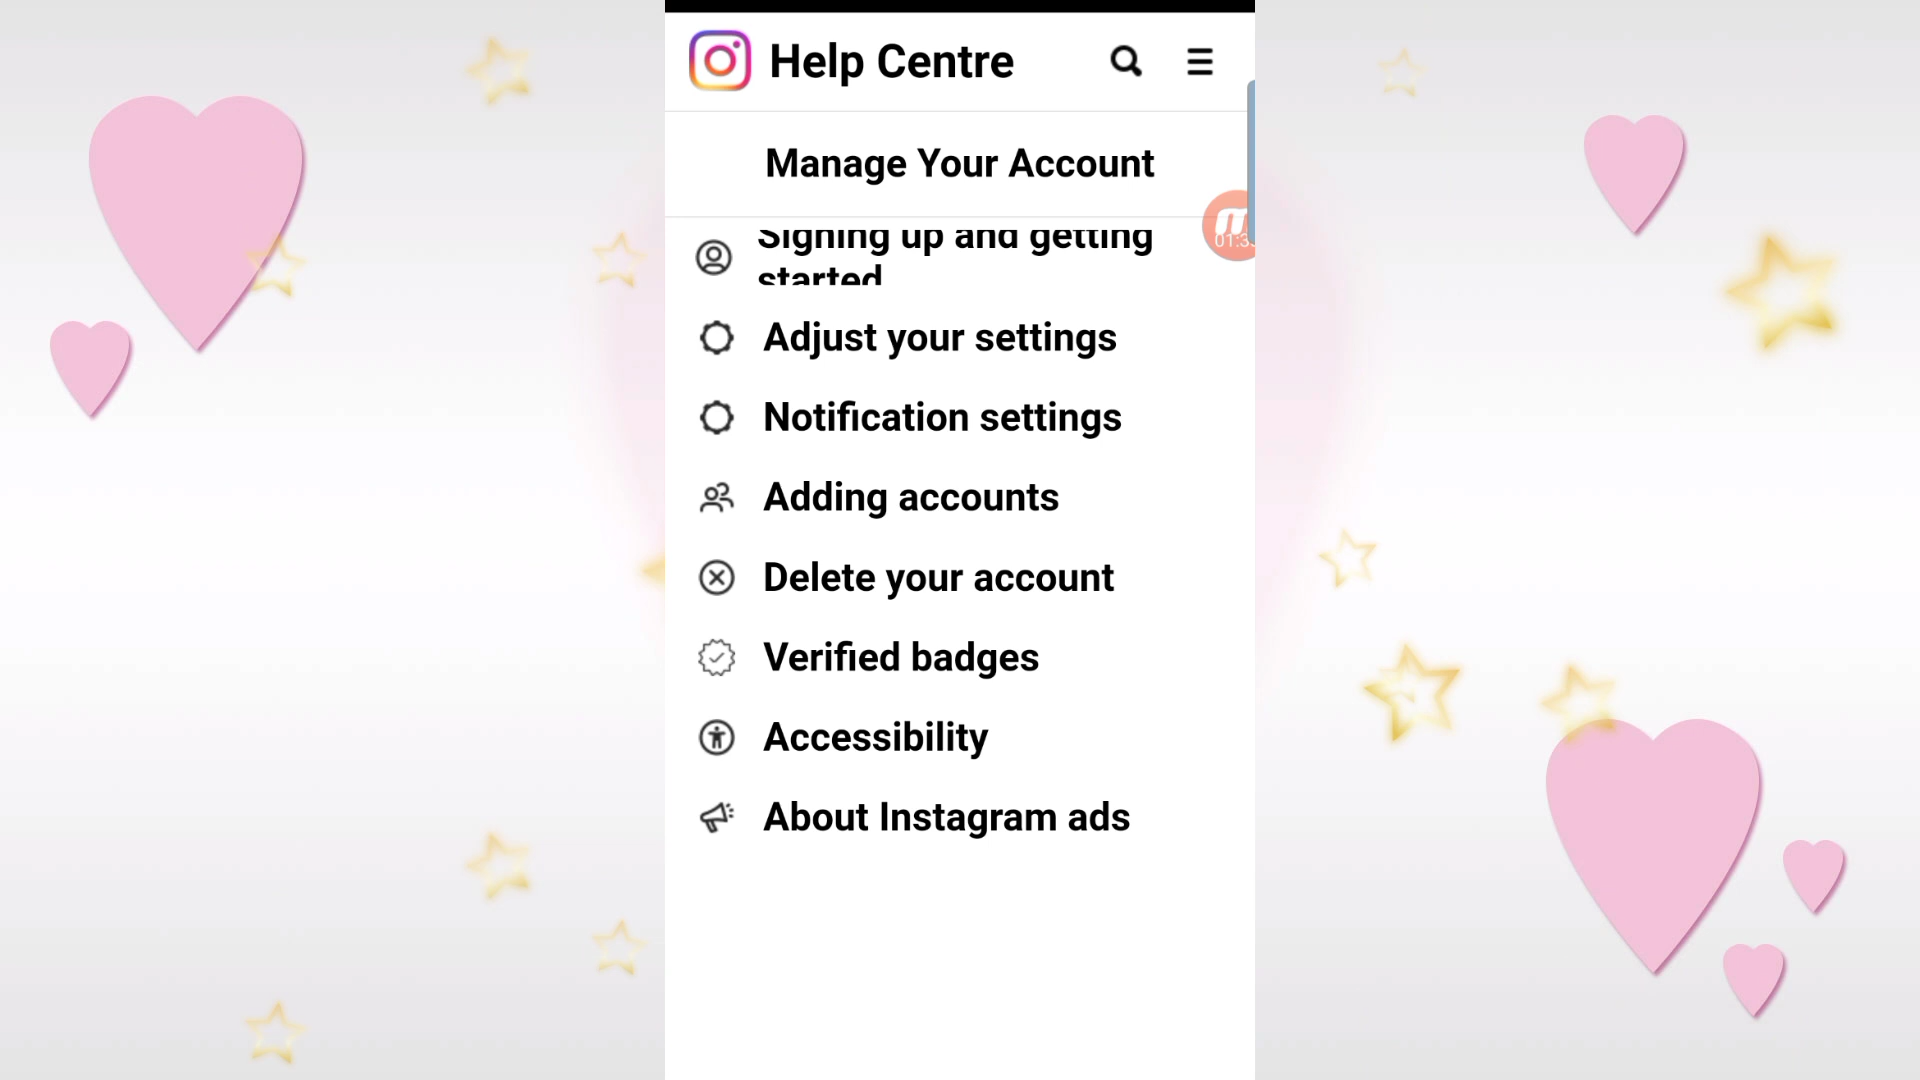 Help Centre
Manage Your Account
Signing up and getting
started
Adjust your settings
Notification settings
Adding accounts
Delete your account
Verified badges
Accessibility
About Instagram ads